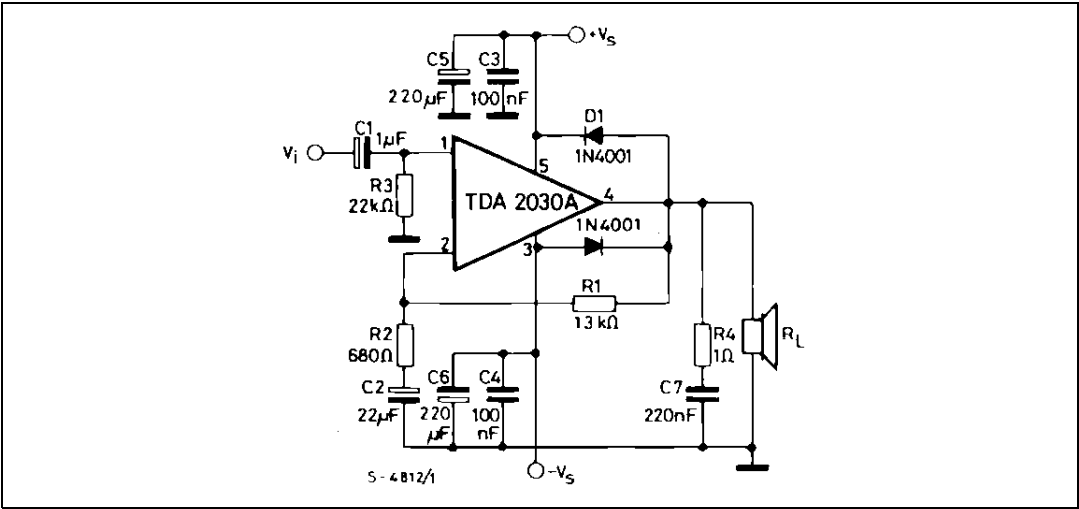 +Vs
C5
C3
220μF
100nF
D1
1N4001
C1
1μF
Vi
1
5
R3
22kΩ
TDA 2030A
4
1N4001
2
3
R1
13kΩ
R2
680Ω
R4
1Ω
RL
C2
22μF
C6
220
μF
C4
100
nF
C7
220nF
S-4812/1
-Vs